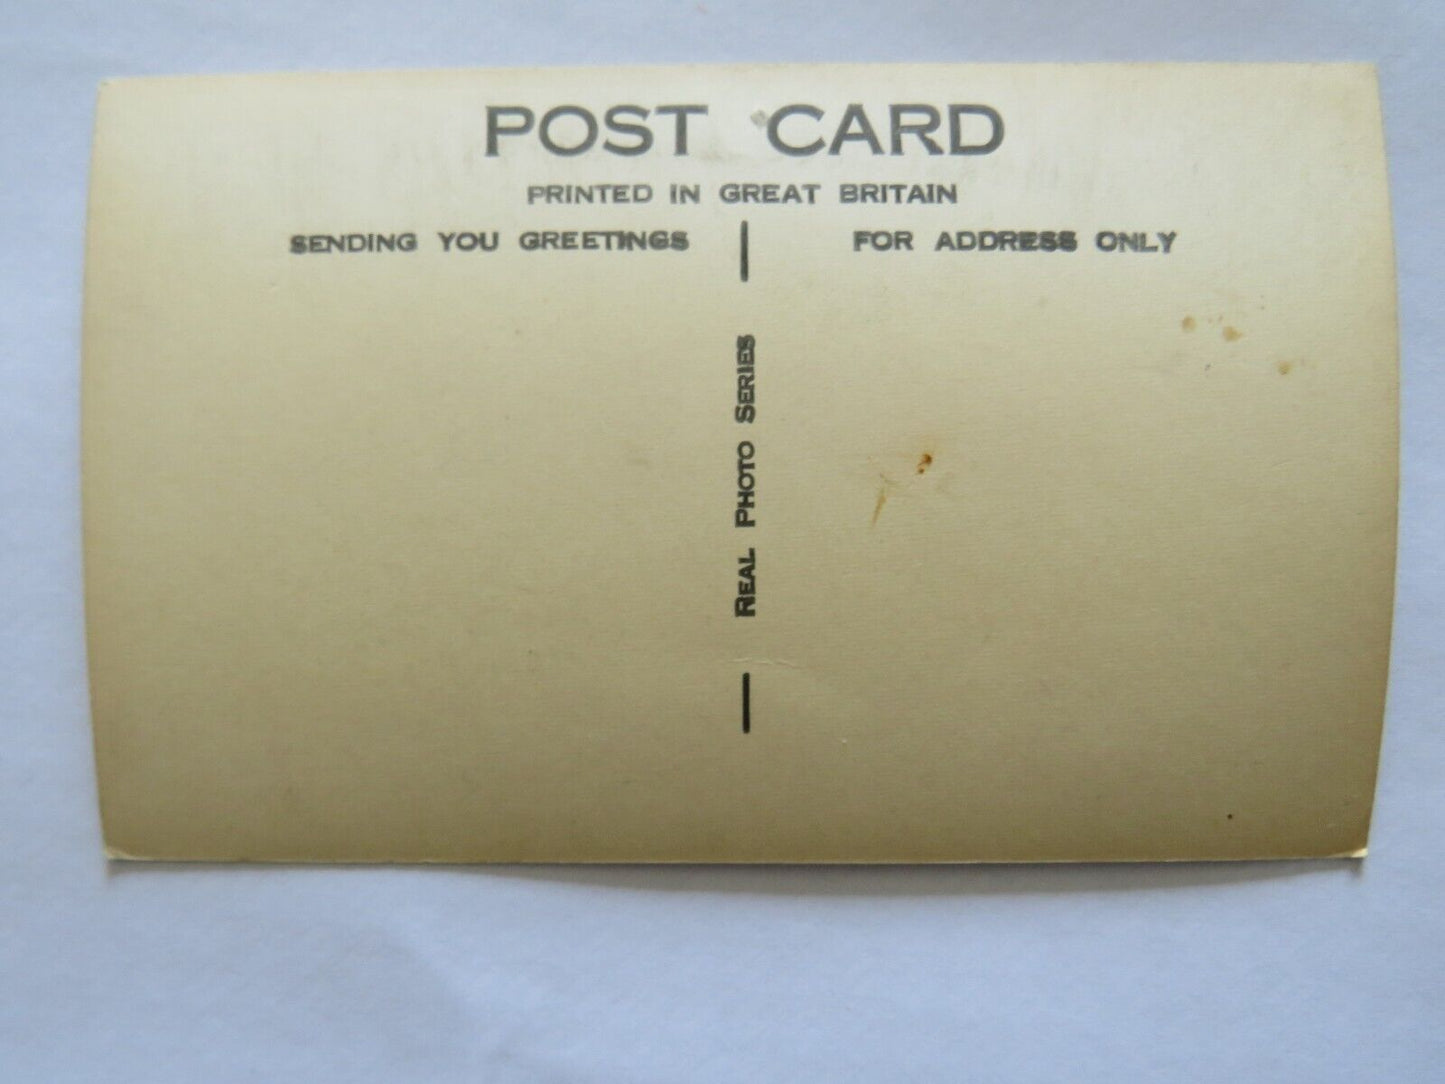 POST CARD
PRINTED IN GREAT BRITAIN
SENDING YOU GREETINGS
FOR ADDRESS ONLY
REAL PHOTO SERIES